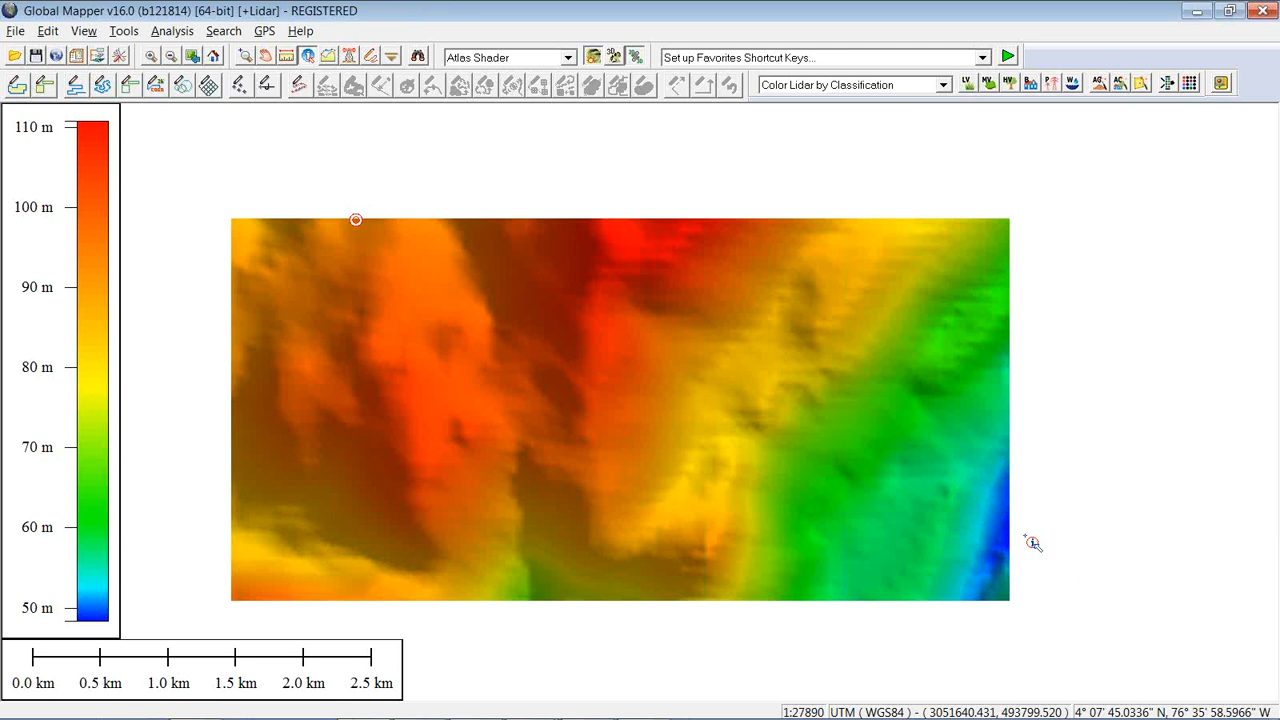 Global Mapper v16.0 (b121814) [64-bit] [+Lidar] - REGISTERED
File Edit View Tools Analysis Search GPS Help
Atlas Shader
Set up Favorites Shortcut Keys...
Color Lidar by Classification
110 m
100 m
90 m
80 m
70 m
60 m
50 m
0.0 km 0.5 km 1.0 km 1.5 km 2.0 km 2.5 km
1:27890 UTM ( WGS84 ) - ( 3051640.431, 493799.520 ) 4° 07' 45.0336" N, 76° 35' 58.5966" W